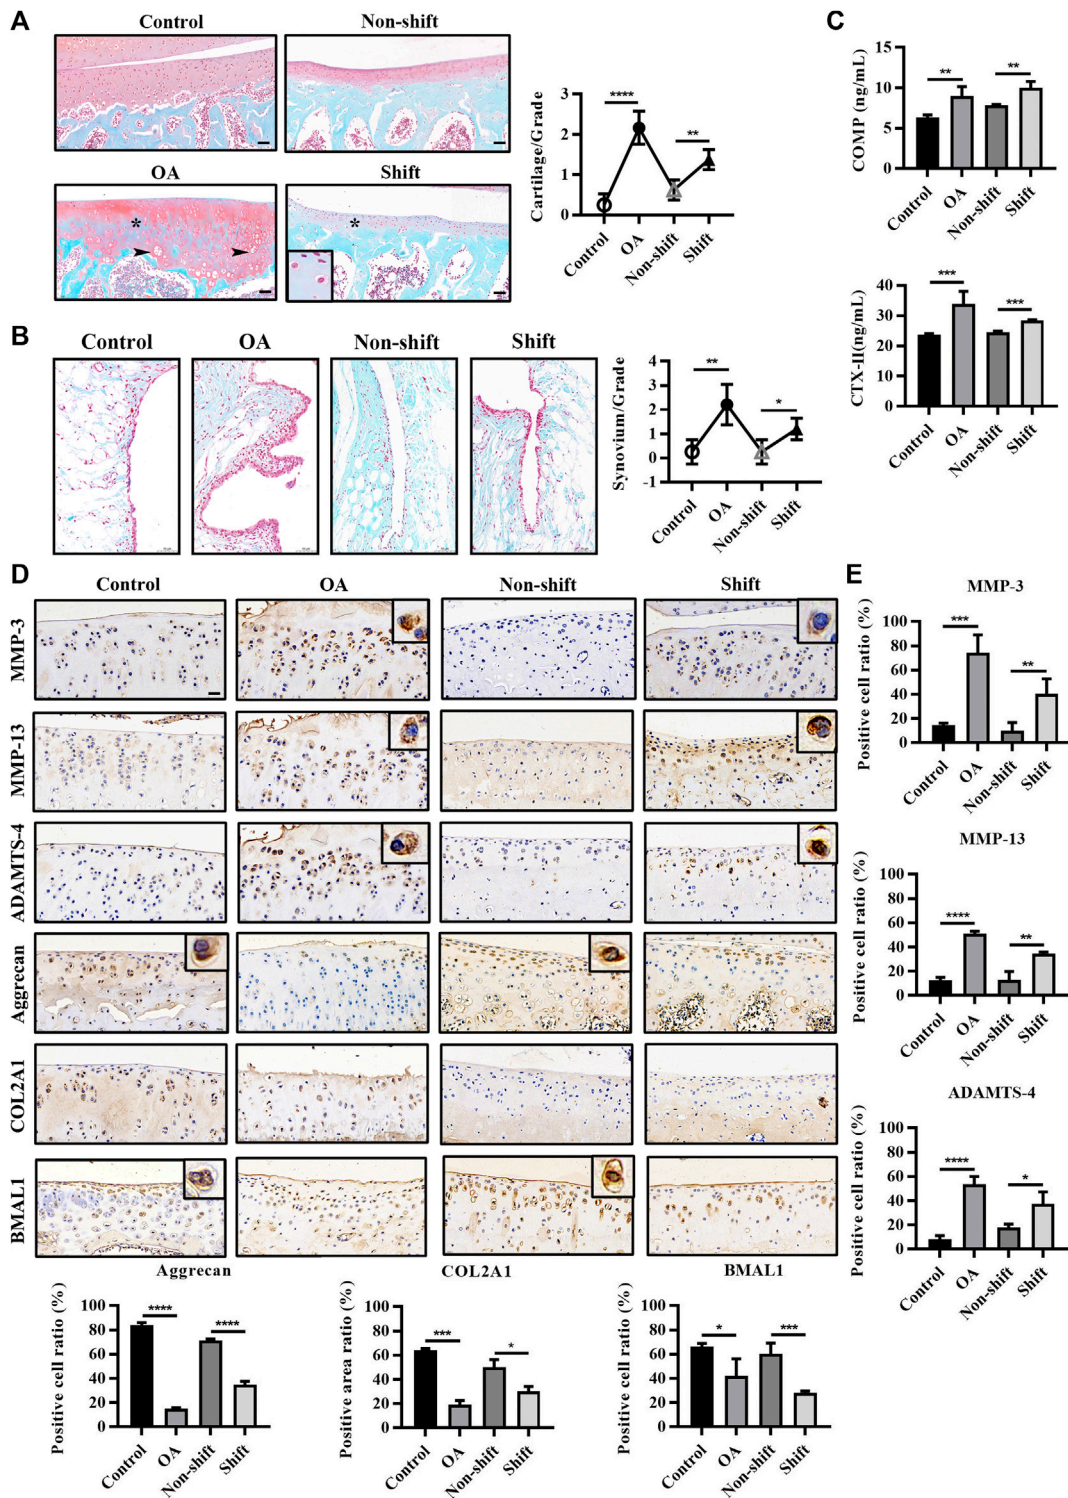 A
Control
Non-shift
OA
Shift
*
*
Cartilage/Grade
3
2
1
0
****
**
Control
OA
Non-shift
Shift
C
COMP (ng/mL)
15
10
5
0
**
**
Control
OA
Non-shift
Shift
CTX-II(ng/mL)
40
30
20
10
0
***
***
Control
OA
Non-shift
Shift
B
Control
OA
Non-shift
Shift
Synovium/Grade
4
3
2
1
0
-1
**
*
Control
OA
Non-shift
Shift
D
Control
OA
Non-shift
Shift
MMP-3
MMP-13
ADAMTS-4
Aggrecan
COL2A1
BMAL1
E
MMP-3
Positive cell ratio (%)
100
80
60
40
20
0
***
**
Control
OA
Non-shift
Shift
MMP-13
Positive cell ratio (%)
100
80
60
40
20
0
****
**
Control
OA
Non-shift
Shift
ADAMTS-4
Positive cell ratio (%)
100
80
60
40
20
0
****
*
Control
OA
Non-shift
Shift
Aggrecan
Positive cell ratio (%)
100
80
60
40
20
0
****
****
Control
OA
Non-shift
Shift
COL2A1
Positive area ratio (%)
100
80
60
40
20
0
***
*
Control
OA
Non-shift
Shift
BMAL1
Positive cell ratio (%)
100
80
60
40
20
0
*
***
Control
OA
Non-shift
Shift